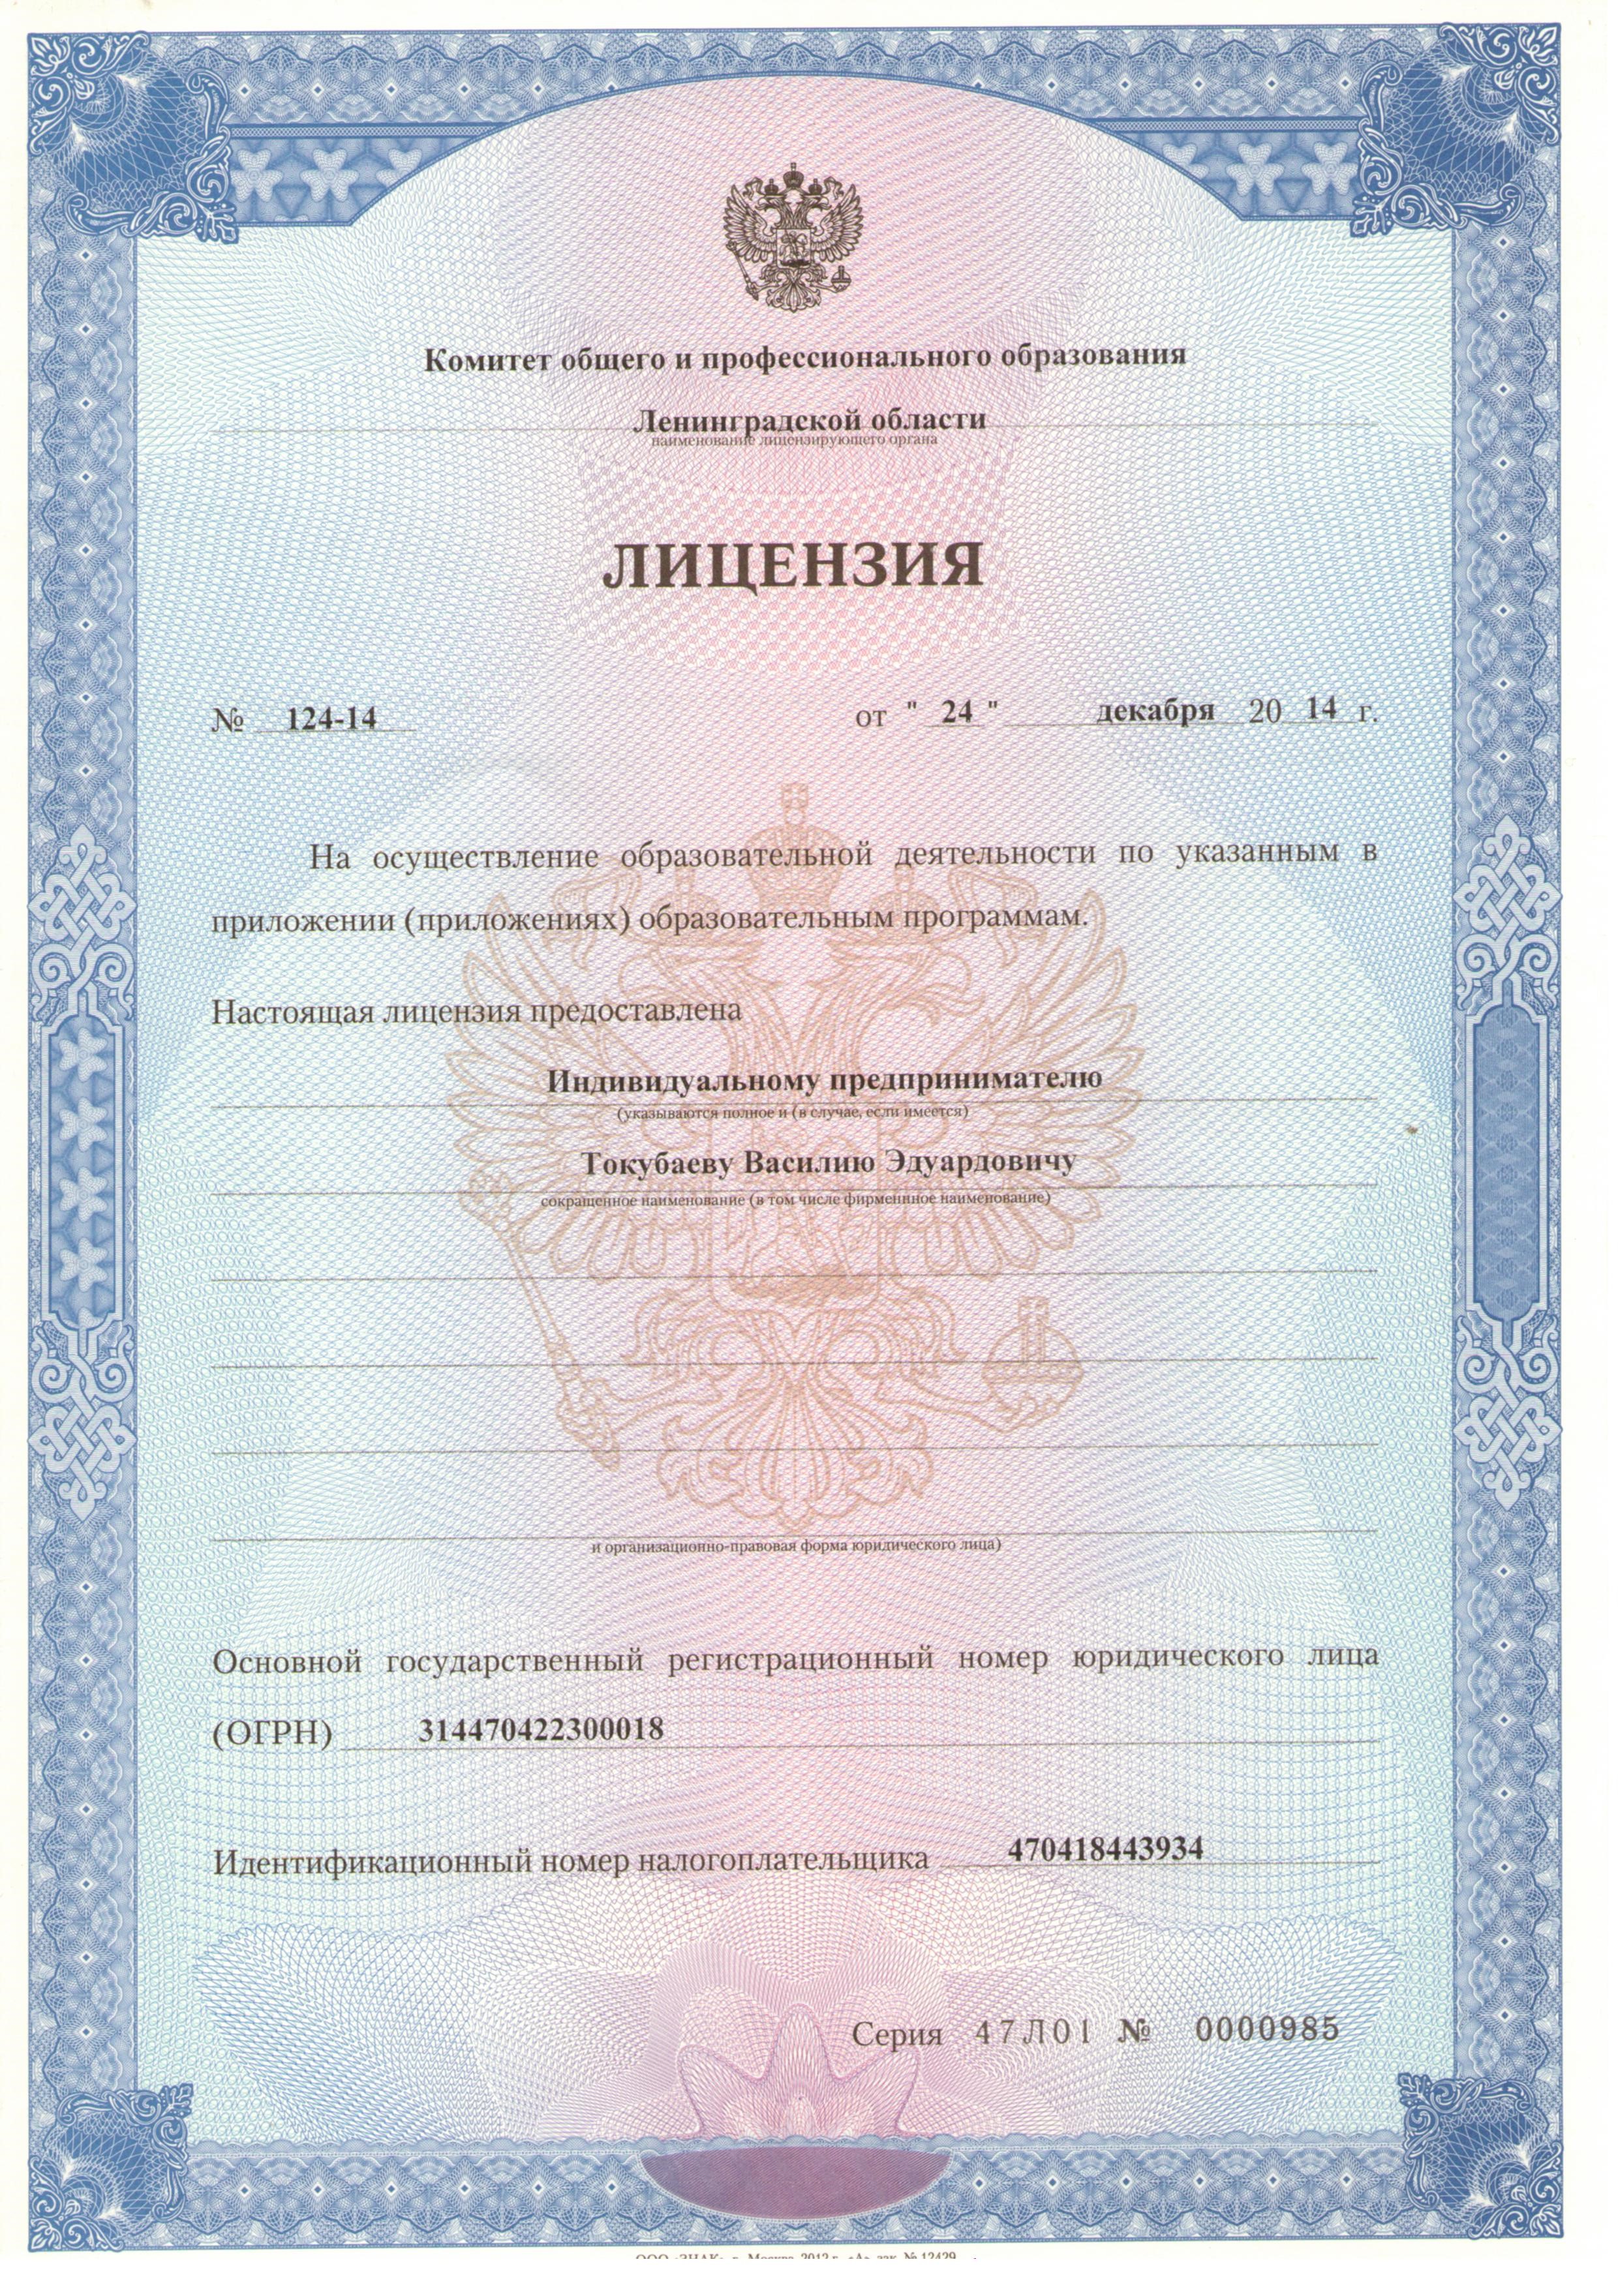 Комитет общего и профессионального образования
Ленинградской области
наименование лицензирующего органа
ЛИЦЕНЗИЯ
№ 124-14 от " 24 " декабря 20 14 г.
На осуществление образовательной деятельности по указанным в
приложении (приложениях) образовательным программам.
Настоящая лицензия предоставлена
Индивидуальному предпринимателю
(указываются полное и (в случае, если имеется)
Токубаеву Василию Эдуардовичу
сокращенное наименование (в том числе фирменнное наименование)
и организационно-правовая форма юридического лица)
Основной государственный регистрационный номер юридического лица
(ОГРН) 314470422300018
Идентификационный номер налогоплательщика 470418443934
Серия 47Л01 № 0000985
ООО «ЗНАК», г. Москва, 2012 г., «А», зак. № 12429